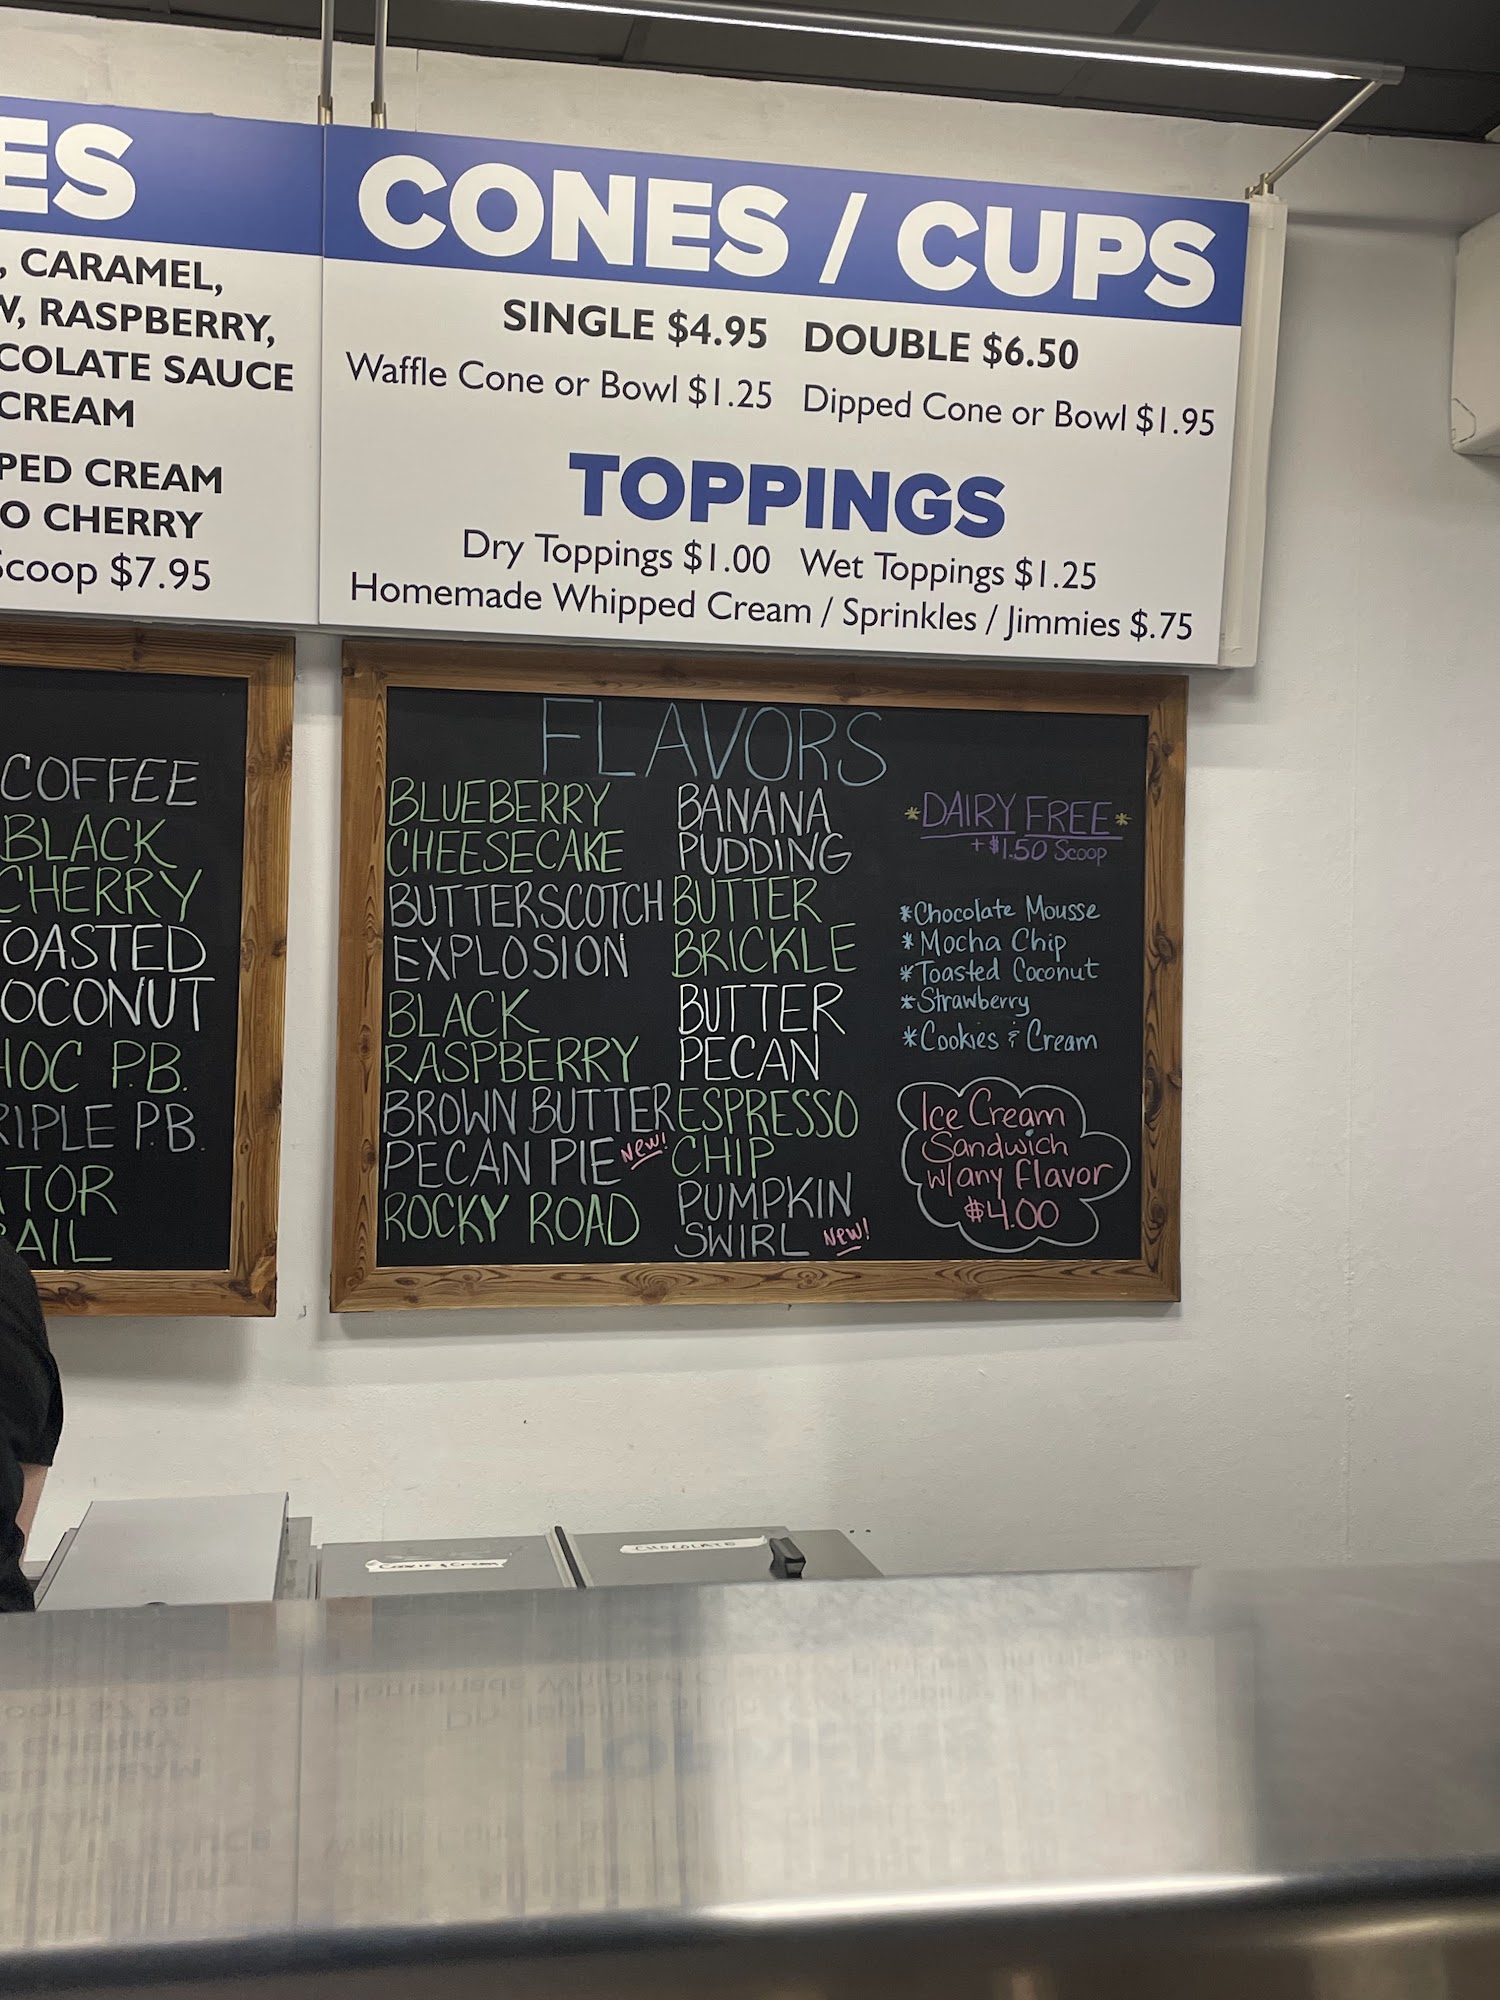 ES
, CARAMEL,
RASPBERRY,
COLATE SAUCE
CREAM
PED CREAM
O CHERRY
Scoop $7.95
CONES / CUPS
SINGLE $4.95 DOUBLE $6.50
Waffle Cone or Bowl $1.25 Dipped Cone or Bowl $1.95
TOPPINGS
Dry Toppings $1.00 Wet Toppings $1.25
Homemade Whipped Cream / Sprinkles / Jimmies $.75
COFFEE
BLACK
CHERRY
OASTED
OCONUT
HOC P.B.
RIPLE P.B.
TOR
AIL
FLAVORS
BLUEBERRY
CHEESECAKE
BUTTERSCOTCH
EXPLOSION
BLACK
RASPBERRY
BROWN BUTTER
PECAN PIE New!
ROCKY ROAD
BANANA
PUDDING
BUTTER
BRICKLE
BUTTER
PECAN
ESPRESSO
CHIP
PUMPKIN
SWIRL New!
*DAIRY FREE*
+ $1.50 Scoop
*Chocolate Mousse
*Mocha Chip
*Toasted Coconut
*Strawberry
*Cookies & Cream
Ice Cream
Sandwich
w/any flavor
$4.00
Cookie & Cream
CHOCOLATE